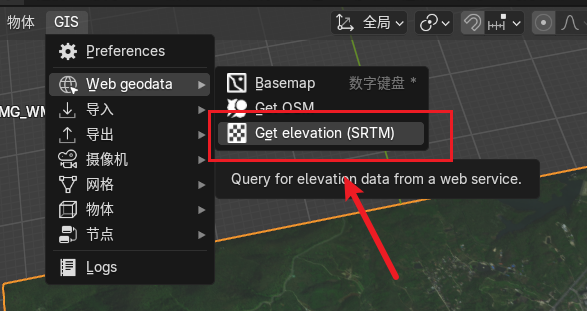 物体 GIS 全局
Preferences
Web geodata
Basemap 数字键盘 *
Get OSM
导入
Get elevation (SRTM)
导出
摄像机
Query for elevation data from a web service.
网格
物体
节点
Logs